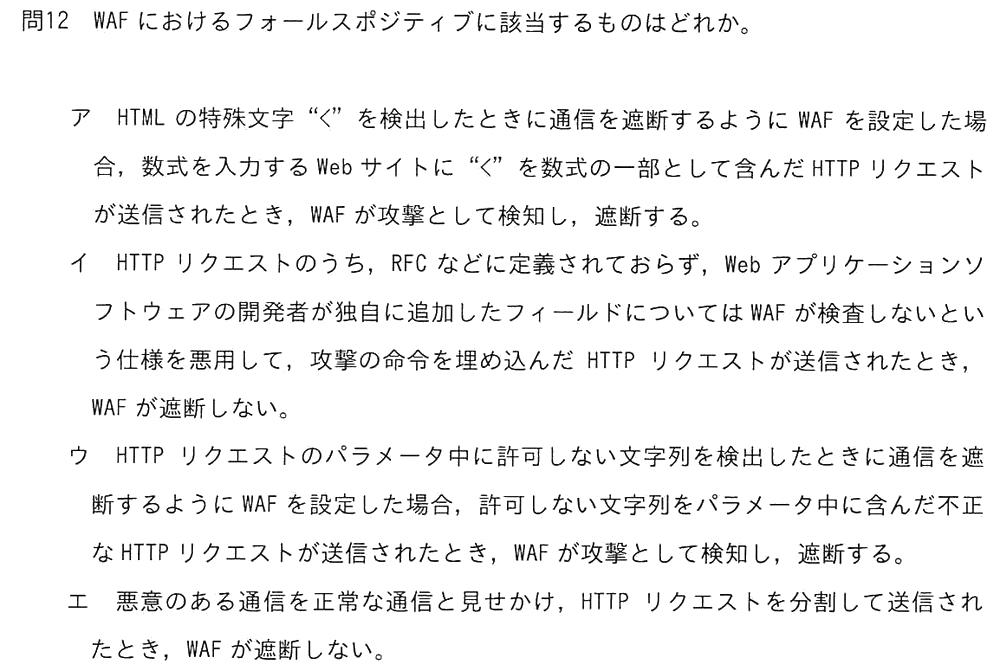 問12 WAF におけるフォールスポジティブに該当するものはどれか。
ア HTML の特殊文字“<”を検出したときに通信を遮断するように WAF を設定した場
合，数式を入力する Web サイトに“<”を数式の一部として含んだ HTTP リクエスト
が送信されたとき，WAF が攻撃として検知し，遮断する。
イ HTTP リクエストのうち，RFC などに定義されておらず，Web アプリケーションソ
フトウェアの開発者が独自に追加したフィールドについては WAF が検査しないとい
う仕様を悪用して，攻撃の命令を埋め込んだ HTTP リクエストが送信されたとき，
WAF が遮断しない。
ウ HTTP リクエストのパラメータ中に許可しない文字列を検出したときに通信を遮
断するように WAF を設定した場合，許可しない文字列をパラメータ中に含んだ不正
な HTTP リクエストが送信されたとき，WAF が攻撃として検知し，遮断する。
エ 悪意のある通信を正常な通信と見せかけ，HTTP リクエストを分割して送信され
たとき，WAF が遮断しない。